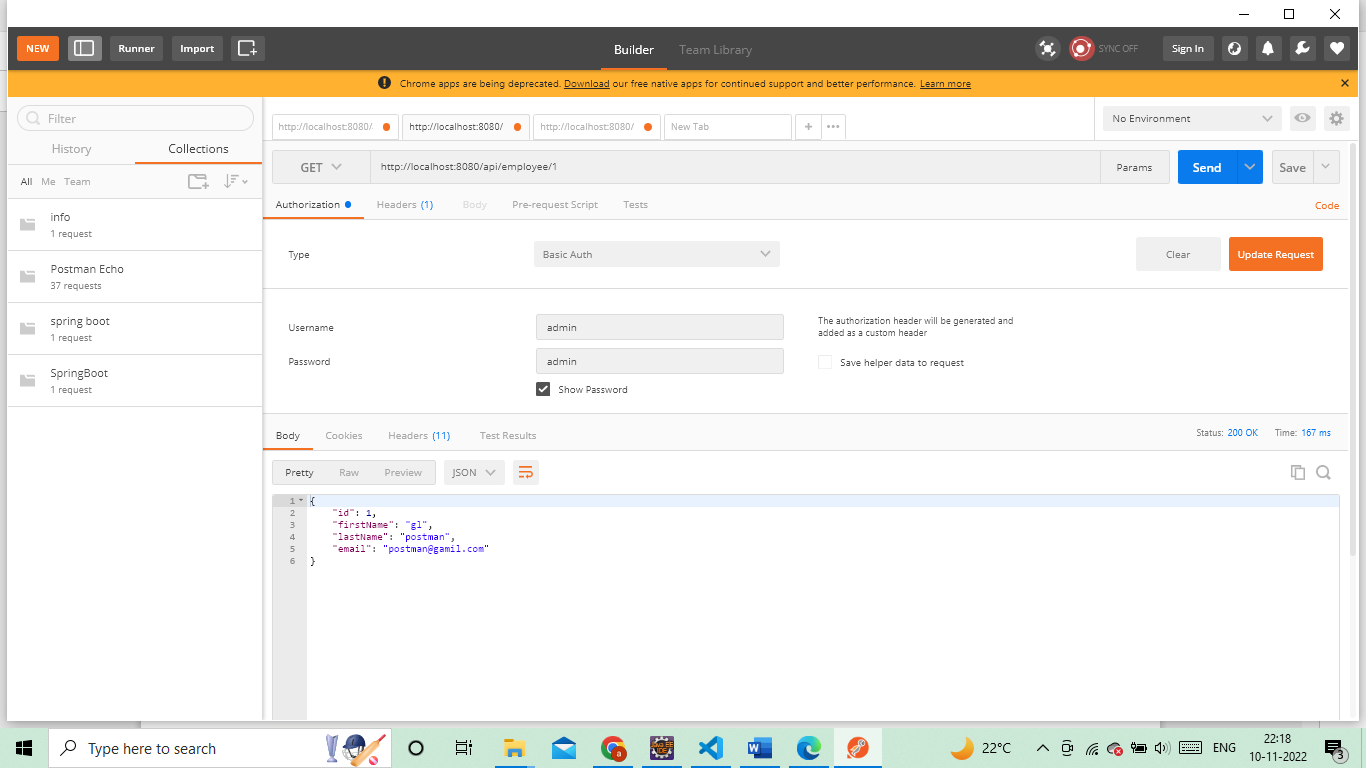 NEW Runner Import Builder Team Library SYNC OFF Sign In
Chrome apps are being deprecated. Download our free native apps for continued support and better performance. Learn more
Filter
History Collections
All Me Team
info
1 request
Postman Echo
37 requests
spring boot
1 request
SpringBoot
1 request
http://localhost:8080/ http://localhost:8080/ http://localhost:8080/ New Tab + ••• No Environment
GET http://localhost:8080/api/employee/1 Params Send Save
Authorization Headers (1) Body Pre-request Script Tests Code
Type Basic Auth Clear Update Request
Username admin The authorization header will be generated and
added as a custom header
Password admin Save helper data to request
Show Password
Body Cookies Headers (11) Test Results Status: 200 OK Time: 167 ms
Pretty Raw Preview JSON
1 {
2 "id": 1,
3 "firstName": "gl",
4 "lastName": "postman",
5 "email": "postman@gamil.com"
6 }
Type here to search 22°C ENG 22:18
10-11-2022 3